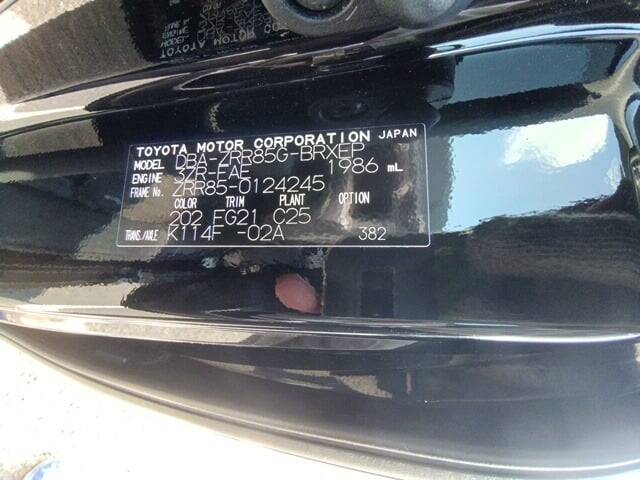 TOYOTA MOTOR CORPORATION JAPAN
MODEL DBA-ZRR85G-BRXEP
ENGINE 3ZR-FAE 1986 mL
FRAME No. ZRR85-0124245
COLOR TRIM PLANT OPTION
202 FG21 C25
TRANS./AXLE K114F -02A 382